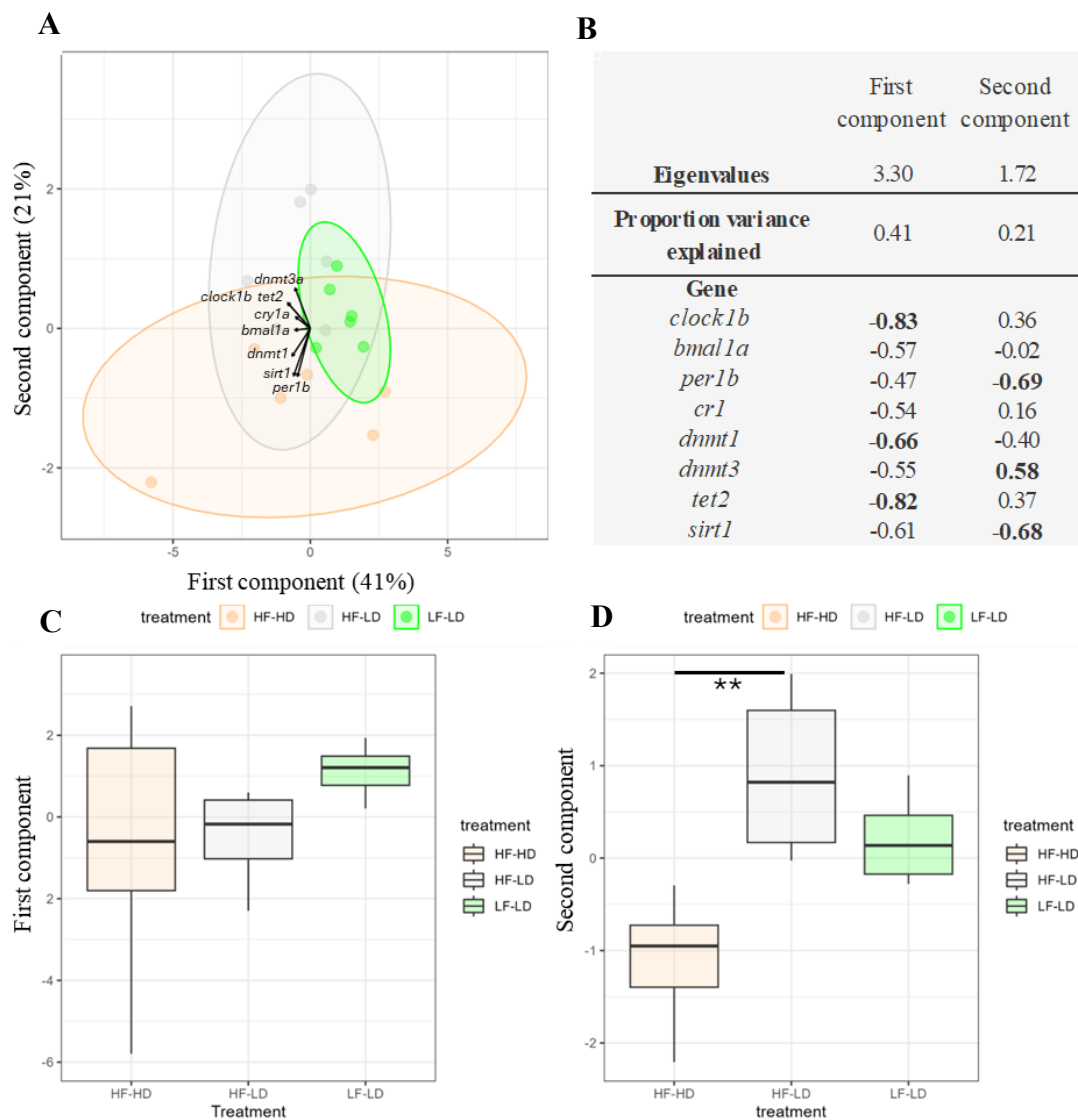 A
Second component (21%)
2
0
-2
dnmt3a
clock1b tet2
cry1a
bmal1a
dnmt1
sirt1
per1b
-5
0
5
First component (41%)
treatment HF-HD HF-LD LF-LD
B
First component Second component
Eigenvalues 3.30 1.72
Proportion variance explained 0.41 0.21
Gene
clock1b -0.83 0.36
bmal1a -0.57 -0.02
per1b -0.47 -0.69
cr1 -0.54 0.16
dnmt1 -0.66 -0.40
dnmt3 -0.55 0.58
tet2 -0.82 0.37
sirt1 -0.61 -0.68
treatment HF-HD HF-LD LF-LD
C
First component
2
0
2
-4
-6
HF-HD HF-LD LF-LD
Treatment
treatment
HF-HD
HF-LD
LF-LD
D
Second component
2
1
0
-1
-2
**
HF-HD HF-LD LF-LD
treatment
treatment
HF-HD
HF-LD
LF-LD